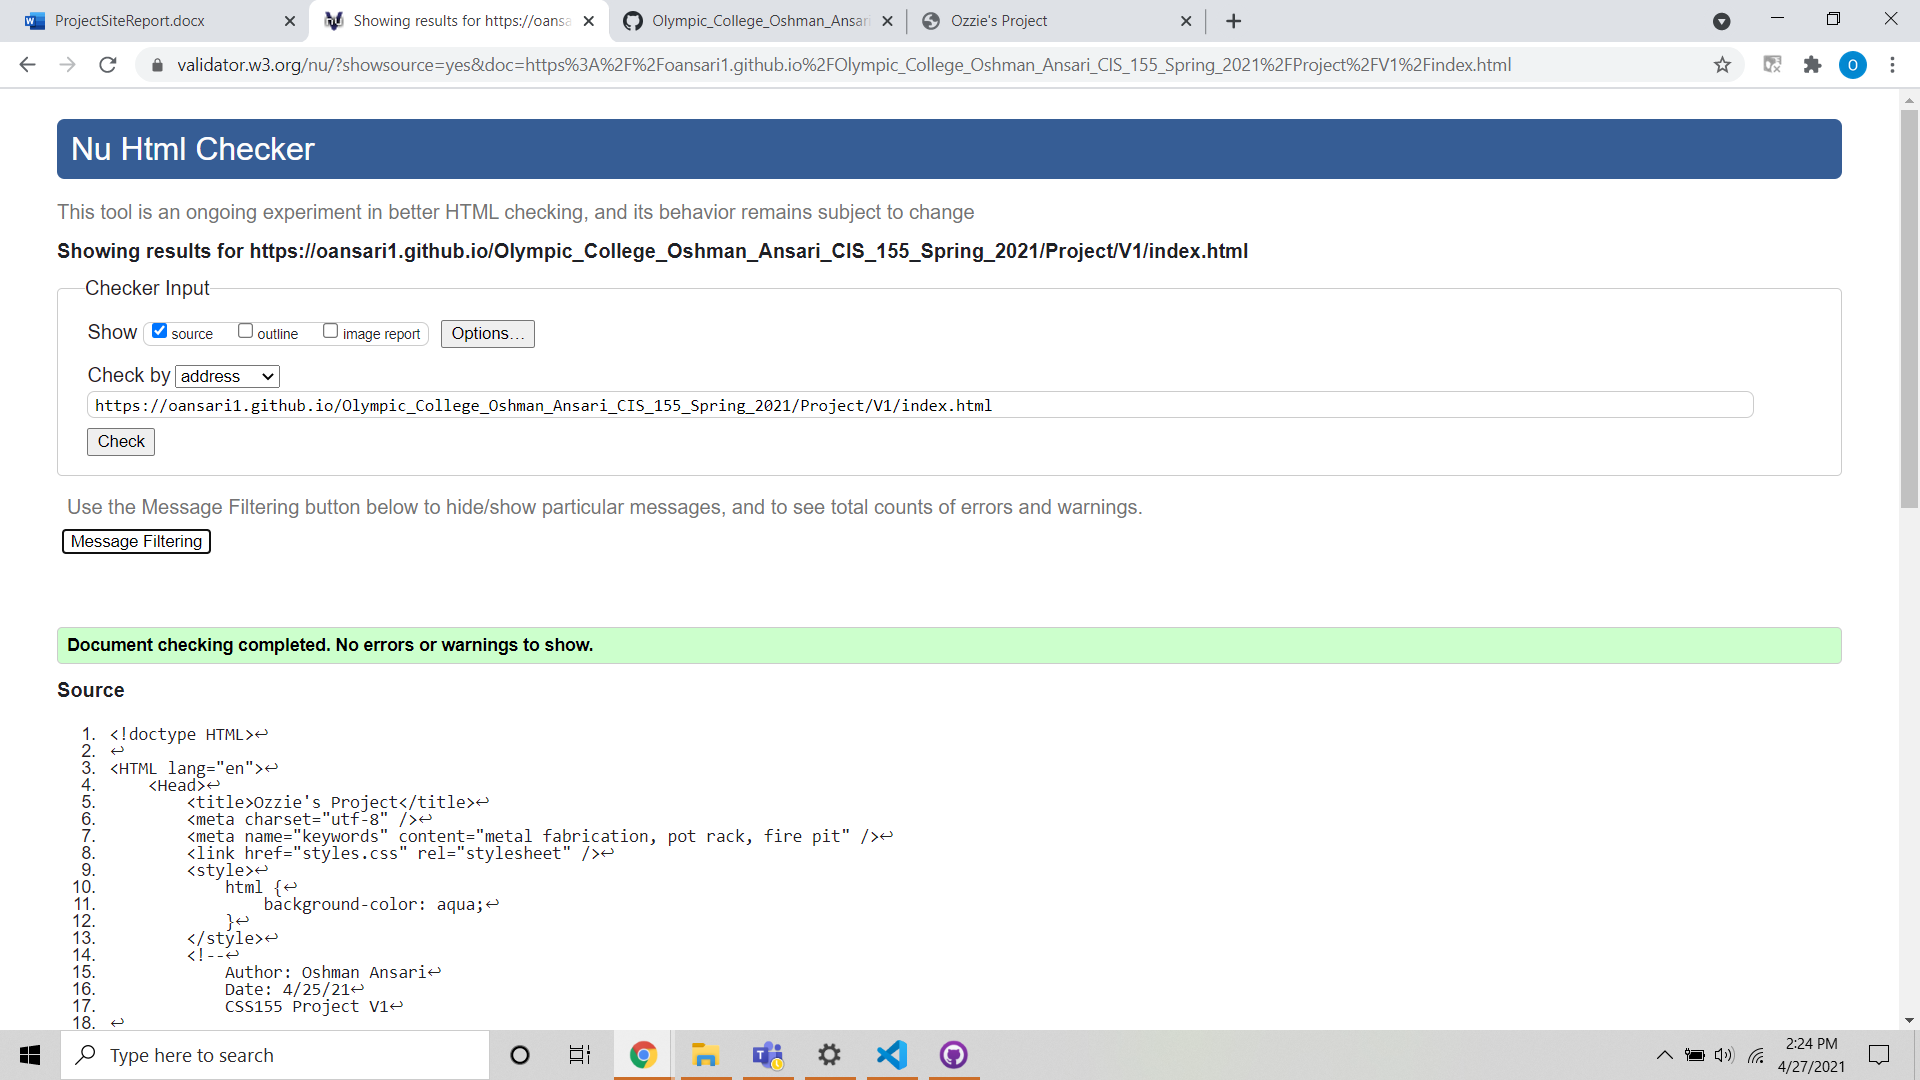 ProjectSiteReport.docx
Showing results for https://oansa
Olympic_College_Oshman_Ansari
Ozzie's Project
validator.w3.org/nu/?showsource=yes&doc=https%3A%2F%2Foansari1.github.io%2FOlympic_College_Oshman_Ansari_CIS_155_Spring_2021%2FProject%2FV1%2Findex.html
O
Nu Html Checker
This tool is an ongoing experiment in better HTML checking, and its behavior remains subject to change
Showing results for https://oansari1.github.io/Olympic_College_Oshman_Ansari_CIS_155_Spring_2021/Project/V1/index.html
Checker Input
Show source outline image report Options…
Check by address
https://oansari1.github.io/Olympic_College_Oshman_Ansari_CIS_155_Spring_2021/Project/V1/index.html
Check
Use the Message Filtering button below to hide/show particular messages, and to see total counts of errors and warnings.
Message Filtering
Document checking completed. No errors or warnings to show.
Source
1. <!doctype HTML>↩
2. ↩
3. <HTML lang="en">↩
4. <Head>↩
5. <title>Ozzie's Project</title>↩
6. <meta charset="utf-8" />↩
7. <meta name="keywords" content="metal fabrication, pot rack, fire pit" />↩
8. <link href="styles.css" rel="stylesheet" />↩
9. <style>↩
10. html {↩
11. background-color: aqua;↩
12. }↩
13. </style>↩
14. <!--↩
15. Author: Oshman Ansari↩
16. Date: 4/25/21↩
17. CSS155 Project V1↩
18. ↩
Type here to search
2:24 PM
4/27/2021